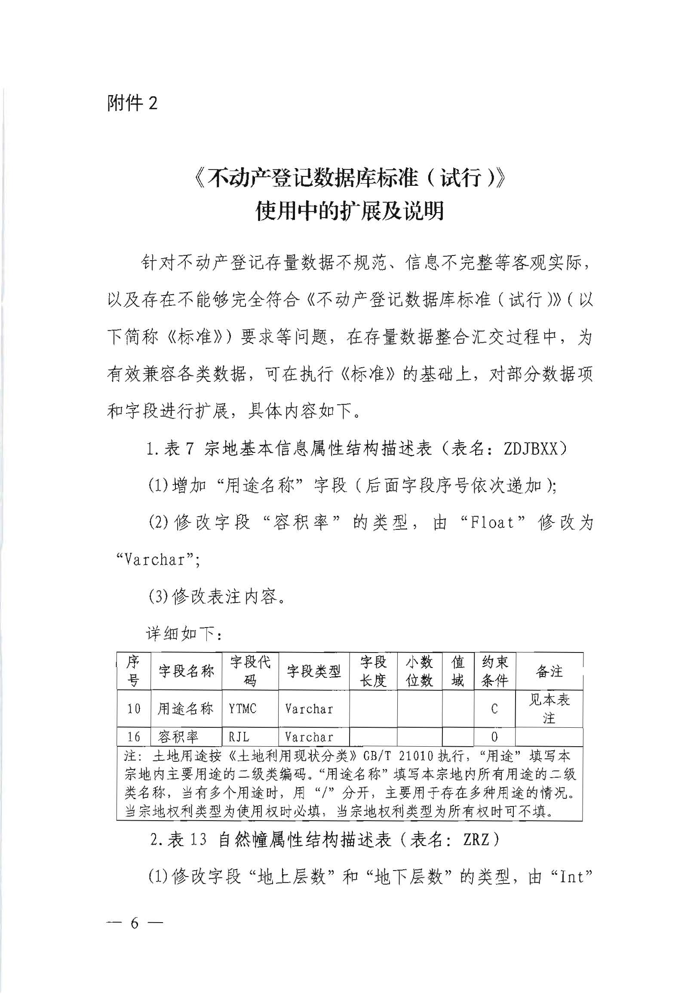 附件 2
《不动产登记数据库标准（试行）》
使用中的扩展及说明
针对不动产登记存量数据不规范、信息不完整等客观实际，
以及存在不能够完全符合《不动产登记数据库标准（试行）》（以
下简称《标准》）要求等问题，在存量数据整合汇交过程中，为
有效兼容各类数据，可在执行《标准》的基础上，对部分数据项
和字段进行扩展，具体内容如下。
1.表 7 宗地基本信息属性结构描述表（表名：ZDJBXX）
(1)增加“用途名称”字段（后面字段序号依次递加）；
(2)修改字段“容积率”的类型，由“Float”修改为
“Varchar”；
(3)修改表注内容。
详细如下：
序号 字段名称 字段代码 字段类型 字段长度 小数位数 值域 约束条件 备注
10 用途名称 YTMC Varchar C 见本表注
16 容积率 RJL Varchar O
注：土地用途按《土地利用现状分类》GB/T 21010 执行，“用途”填写本
宗地内主要用途的二级类编码。“用途名称”填写本宗地内所有用途的二级
类名称，当有多个用途时，用“/”分开，主要用于存在多种用途的情况。
当宗地权利类型为使用权时必填，当宗地权利类型为所有权时可不填。
2.表 13 自然幢属性结构描述表（表名：ZRZ）
(1)修改字段“地上层数”和“地下层数”的类型，由“Int”
— 6 —